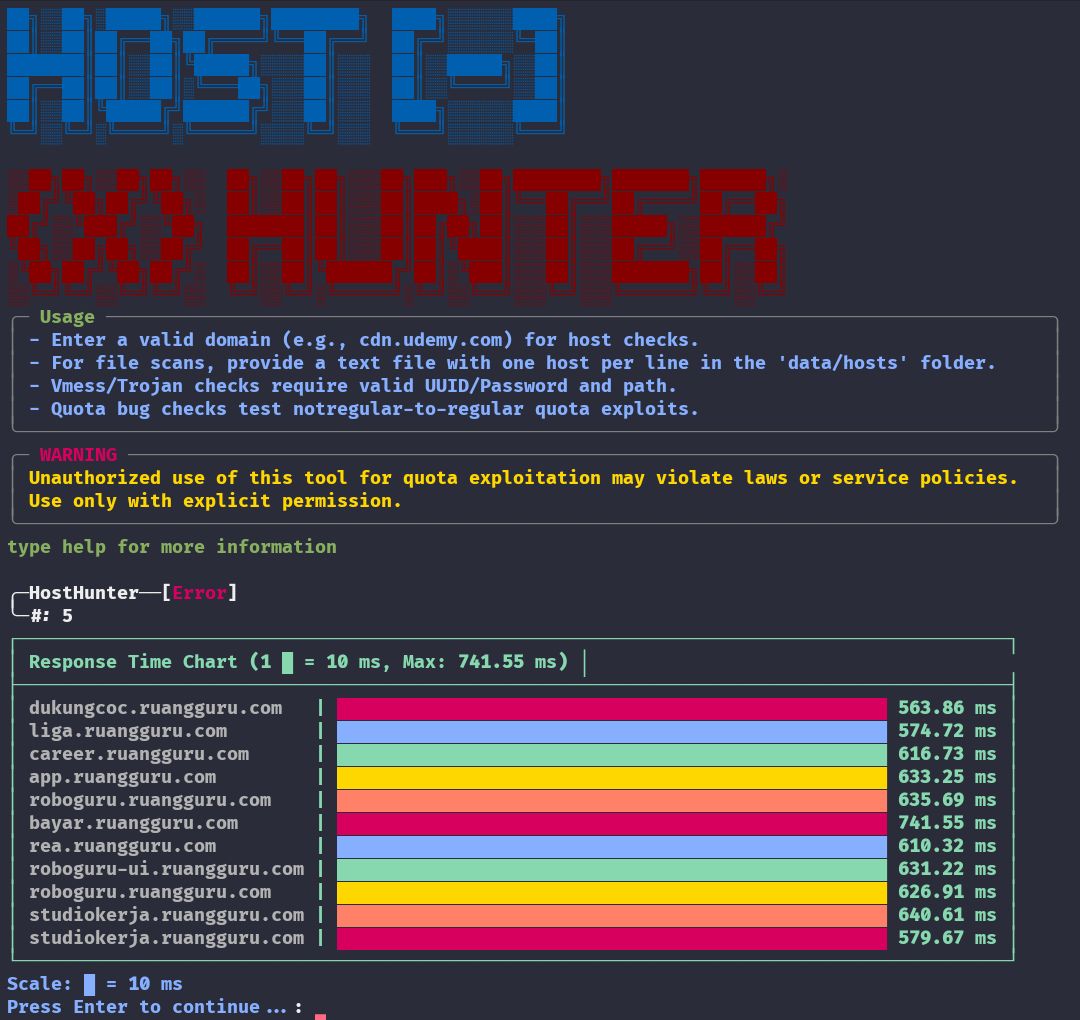 HOST []
XX HUNTER
Usage
- Enter a valid domain (e.g., cdn.udemy.com) for host checks.
- For file scans, provide a text file with one host per line in the 'data/hosts' folder.
- Vmess/Trojan checks require valid UUID/Password and path.
- Quota bug checks test notregular-to-regular quota exploits.
WARNING
Unauthorized use of this tool for quota exploitation may violate laws or service policies.
Use only with explicit permission.
type help for more information
HostHunter──[Error]
#: 5
Response Time Chart (1 █ = 10 ms, Max: 741.55 ms)
dukungcoc.ruangguru.com | 563.86 ms
liga.ruangguru.com | 574.72 ms
career.ruangguru.com | 616.73 ms
app.ruangguru.com | 633.25 ms
roboguru.ruangguru.com | 635.69 ms
bayar.ruangguru.com | 741.55 ms
rea.ruangguru.com | 610.32 ms
roboguru-ui.ruangguru.com | 631.22 ms
roboguru.ruangguru.com | 626.91 ms
studiokerja.ruangguru.com | 640.61 ms
studiokerja.ruangguru.com | 579.67 ms
Scale: █ = 10 ms
Press Enter to continue... :